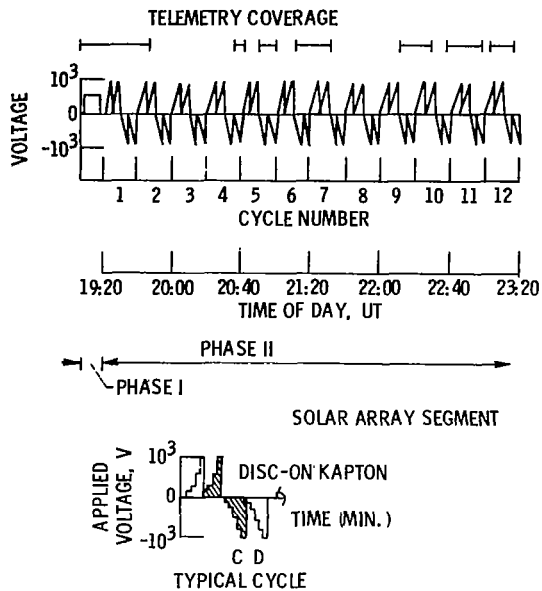 TELEMETRY COVERAGE
VOLTAGE
10³
0
-10³
1 2 3 4 5 6 7 8 9 10 11 12
CYCLE NUMBER
19:20 20:00 20:40 21:20 22:00 22:40 23:20
TIME OF DAY, UT
PHASE II
PHASE I
SOLAR ARRAY SEGMENT
APPLIED VOLTAGE, V
10³
0
-10³
DISC-ON KAPTON
TIME (MIN.)
C D
TYPICAL CYCLE